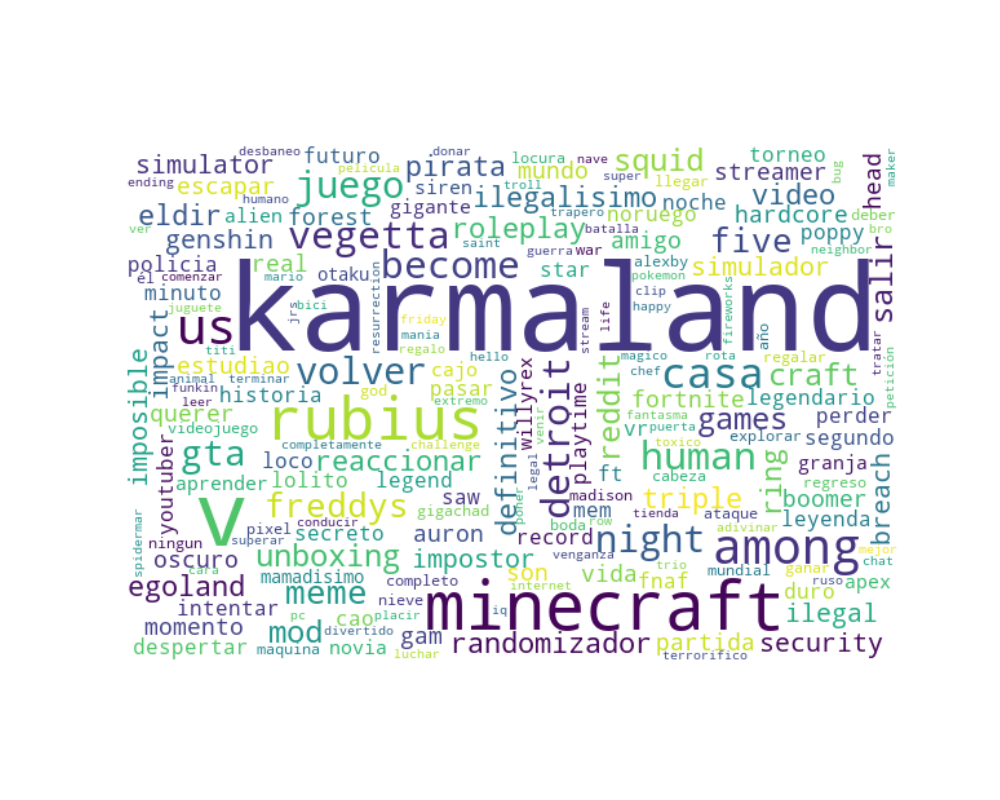 desbaneo
futuro
donar
locura
nave
squid
torneo
head
maker
simulator
película
pirata
mundo
super
llegar
streamer
bug
ending
escapar
humano
juego
siren
troll
ilegalisimo
noche
video
eldir
alien
forest
gigante
trapero
batalla
noruego
hardcore
deber
ver
genshin
vegetta
roleplay
saint
guerra
war
amigo
five
poppy
bro
neighbor
policia
real
otaku
become
star
alexby
simulador
salir
él
comenzar
mario
resurrection
clip
pokemon
minuto
juguete
bici
jrs
karmaland
happy
fireworks
us
friday
mania
regalo
stream
life
año
tratar
impact
titi
hello
magico
rota
regalar
petición
imposible
estudiao
volver
cajo
god
pasar
extremo
definitivo
willyrex
detroit
reddit
chef
casa
craft
animal
terminar
funkin
leer
historia
fortnite
legendario
querer
videojuego
rubius
venir
playtime
fantasma
puerta
vr
games
perder
youtuber
gta
completamente
challenge
explorar
segundo
loco
reaccionar
legal
ft
toxico
human
ring
granja
breach
aprender
lolito
legend
poner
cabeza
regreso
v
freddys
saw
gigachad
madison
mem
triple
tienda
ataque
boomer
spidermar
pixel
conducir
superar
secreto
auron
boda
row
record
night
adivinar
leyenda
mejor
chat
ningun
oscuro
cara
unboxing
impostor
venganza
trio
among
egoland
mamadisimo
completo
son
internet
vida
fnaf
mundial
ganar
ruso
apex
intentar
pc
meme
placir
nieve
minecraft
iq
duro
ilegal
momento
mod
divertido
cao
gam
randomizador
partida
security
despertar
maquina
novia
luchar
terrorifico